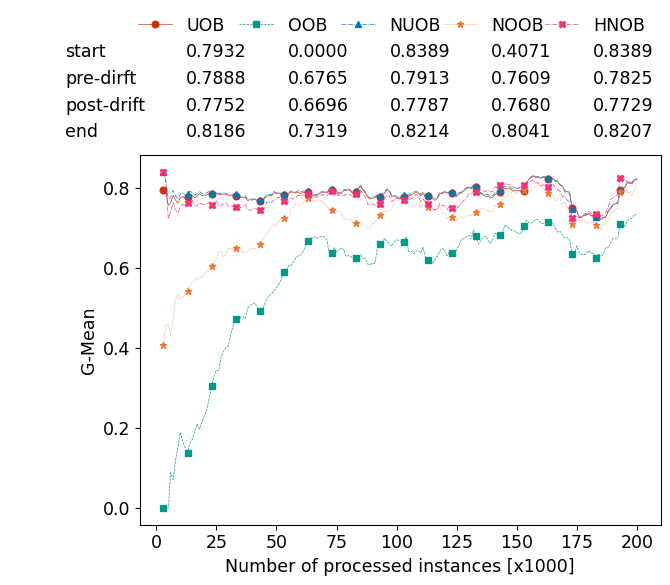 UOB OOB NUOB NOOB HNOB
start 0.7932 0.0000 0.8389 0.4071 0.8389
pre-dirft 0.7888 0.6765 0.7913 0.7609 0.7825
post-drift 0.7752 0.6696 0.7787 0.7680 0.7729
end 0.8186 0.7319 0.8214 0.8041 0.8207
0.8
0.6
0.4
0.2
0.0
G-Mean
0 25 50 75 100 125 150 175 200
Number of processed instances [x1000]